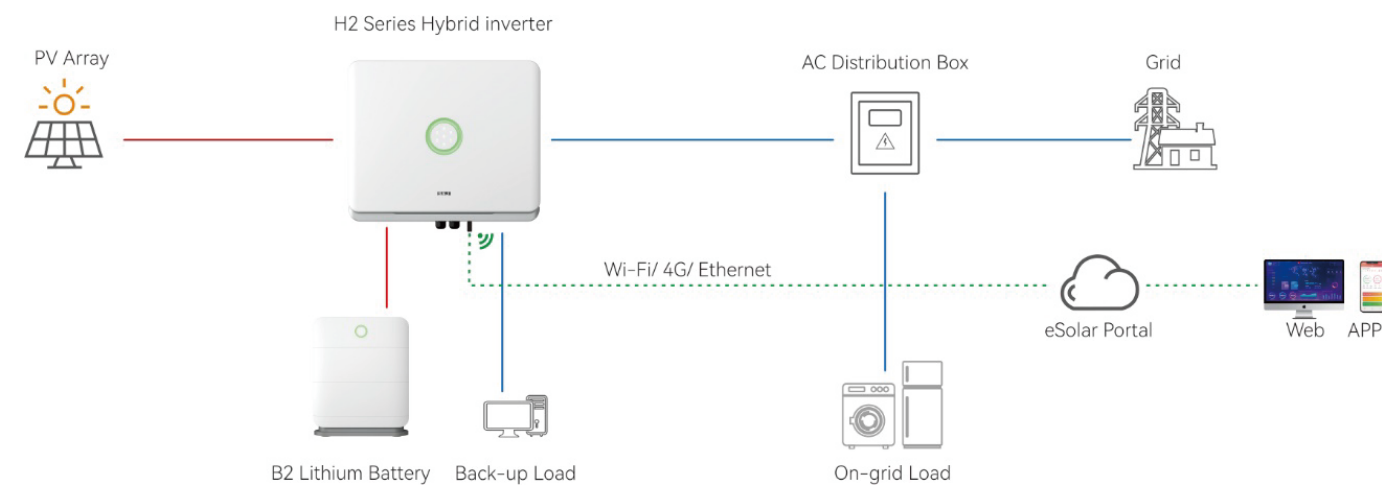 H2 Series Hybrid inverter
PV Array
AC Distribution Box
Grid
Wi-Fi/ 4G/ Ethernet
eSolar Portal
Web
APP
B2 Lithium Battery
Back-up Load
On-grid Load